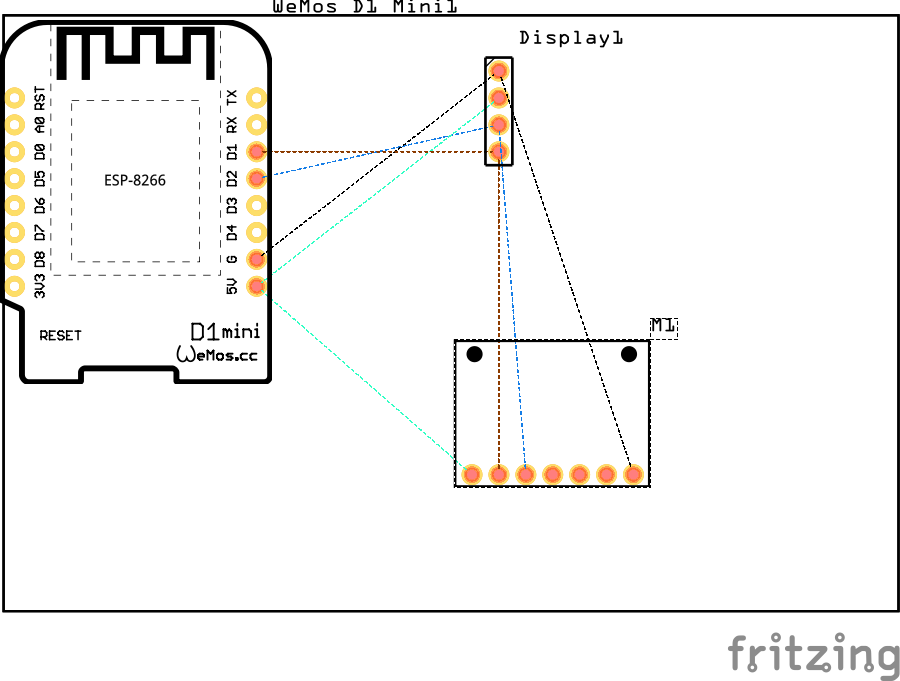 WeMos D1 Mini1
Display1
RST
A0
D0
D5
D6
D7
D8
3V3
TX
RX
D1
D2
D3
D4
G
5V
ESP-8266
RESET
D1mini
WeMos.cc
M1
fritzing